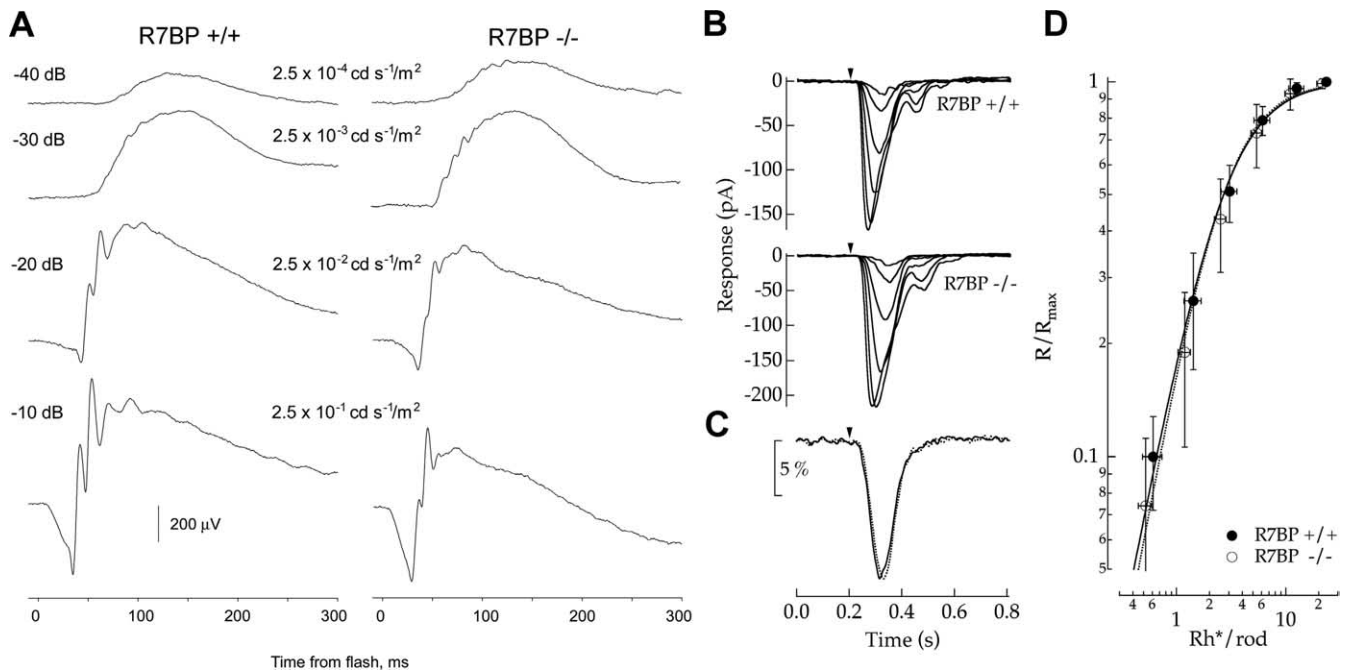 A
R7BP +/+
R7BP -/-
-40 dB
2.5 x 10-4 cd s-1/m2
-30 dB
2.5 x 10-3 cd s-1/m2
-20 dB
2.5 x 10-2 cd s-1/m2
-10 dB
2.5 x 10-1 cd s-1/m2
200 µV
0 100 200 300 0 100 200 300
Time from flash, ms
B
0
-50
-100
-150
R7BP +/+
Response (pA)
0
-50
-100
-150
-200
R7BP -/-
C
5 %
0.0 0.2 0.4 0.6 0.8
Time (s)
D
1
9
8
7
6
5
4
3
2
0.1
9
8
7
6
5
R/Rmax
R7BP +/+
R7BP -/-
4 6 1 2 4 6 10 2
Rh*/rod